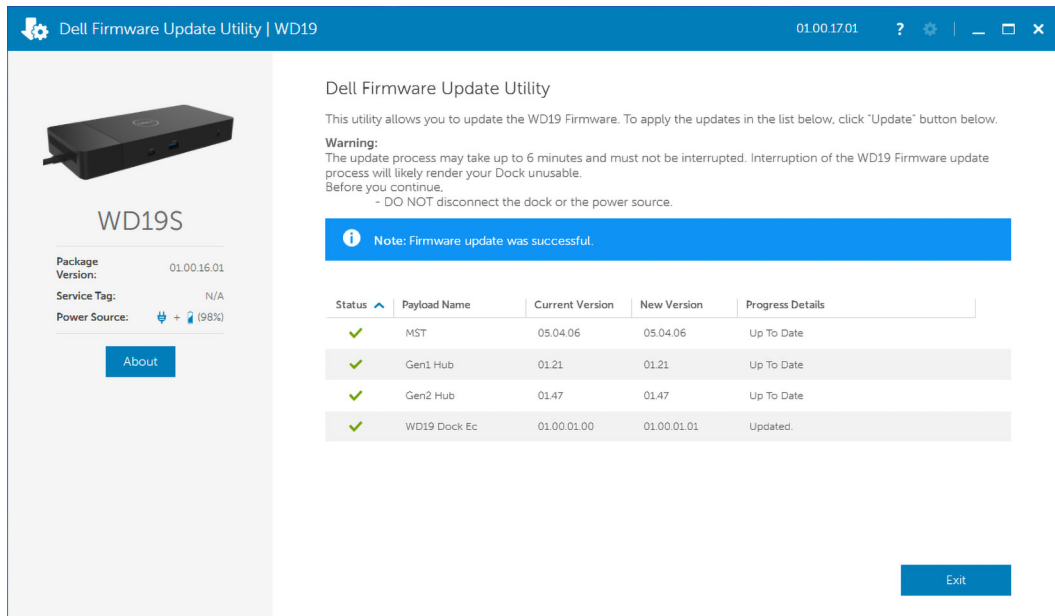 Dell Firmware Update Utility | WD19
01.00.17.01
?
Dell Firmware Update Utility
This utility allows you to update the WD19 Firmware. To apply the updates in the list below, click "Update" button below.
Warning:
The update process may take up to 6 minutes and must not be interrupted. Interruption of the WD19 Firmware update
process will likely render your Dock unusable.
Before you continue,
- DO NOT disconnect the dock or the power source.
WD19S
Package
Version:
01.00.16.01
Service Tag:
N/A
Power Source:
+
(98%)
About
Note: Firmware update was successful.
Status Payload Name Current Version New Version Progress Details
MST 05.04.06 05.04.06 Up To Date
Gen1 Hub 01.21 01.21 Up To Date
Gen2 Hub 01.47 01.47 Up To Date
WD19 Dock Ec 01.00.01.00 01.00.01.01 Updated.
Exit